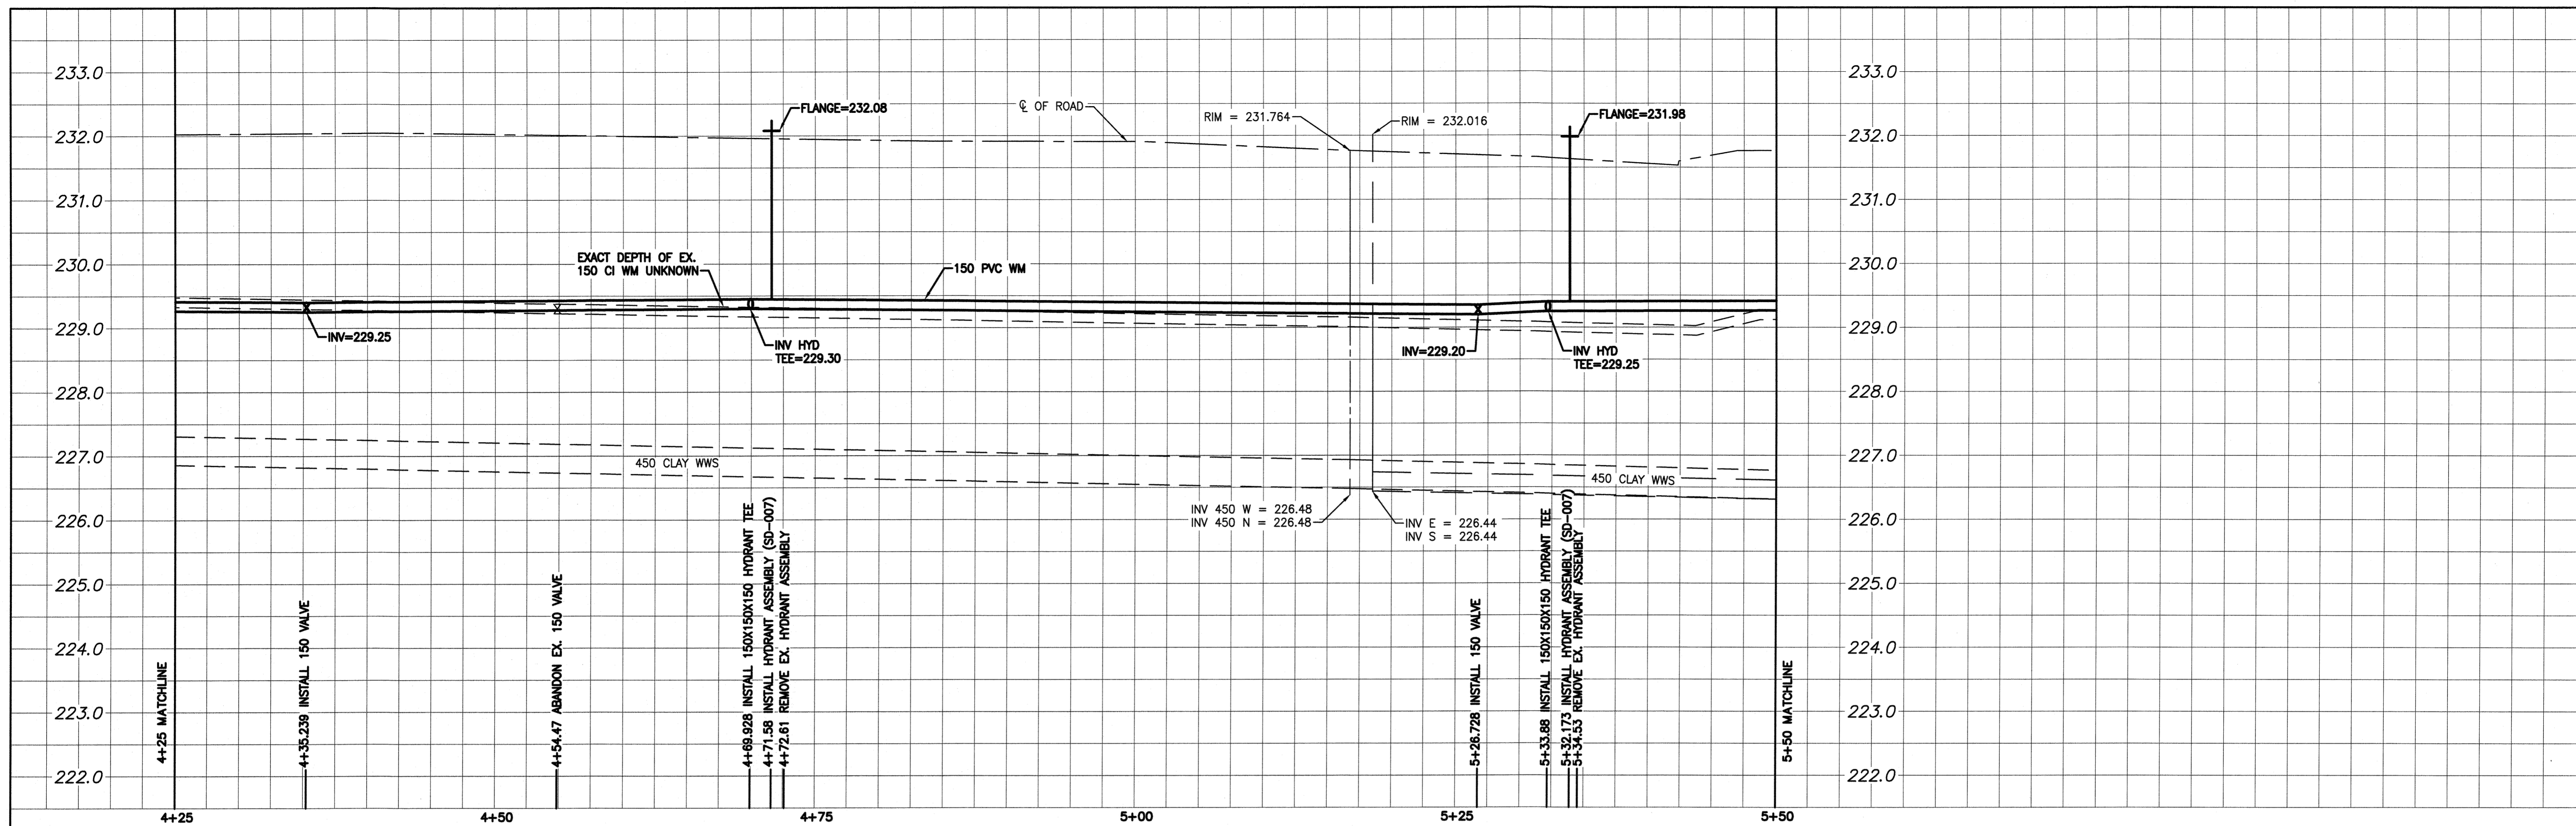 233.0
232.0
231.0
230.0
229.0
228.0
227.0
226.0
225.0
224.0
223.0
222.0
FLANGE=232.08
℄ OF ROAD
RIM = 231.764
RIM = 232.016
FLANGE=231.98
EXACT DEPTH OF EX.
150 CI WM UNKNOWN
150 PVC WM
INV=229.25
INV HYD
TEE=229.30
INV=229.20
INV HYD
TEE=229.25
450 CLAY WWS
450 CLAY WWS
INV 450 W = 226.48
INV 450 N = 226.48
INV E = 226.44
INV S = 226.44
4+25 MATCHLINE
4+35.239 INSTALL 150 VALVE
4+54.47 ABANDON EX. 150 VALVE
4+69.928 INSTALL 150X150X150X150 HYDRANT TEE
4+71.58 INSTALL HYDRANT ASSEMBLY (SD-007)
4+72.61 REMOVE EX. HYDRANT ASSEMBLY
5+26.728 INSTALL 150 VALVE
5+33.88 INSTALL 150X150X150X150 HYDRANT TEE
5+32.173 INSTALL HYDRANT ASSEMBLY (SD-007)
5+34.53 REMOVE EX. HYDRANT ASSEMBLY
5+50 MATCHLINE
233.0
232.0
231.0
230.0
229.0
228.0
227.0
226.0
225.0
224.0
223.0
222.0
4+25
4+50
4+75
5+00
5+25
5+50